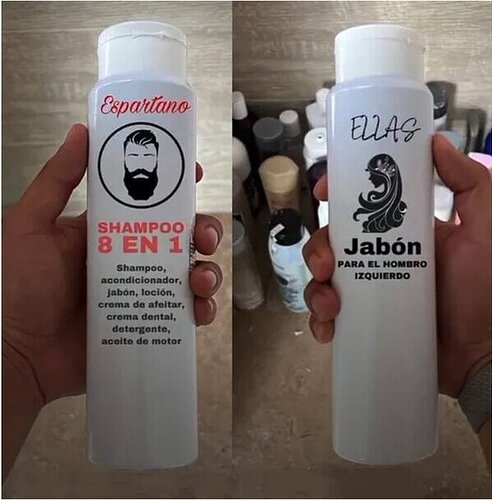 Espartano
SHAMPOO
8 EN 1
Shampoo,
acondicionador,
jabón, loción,
crema de afeitar,
crema dental,
detergente,
aceite de motor
ELLAS
Jabón
PARA EL HOMBRO
IZQUIERDO